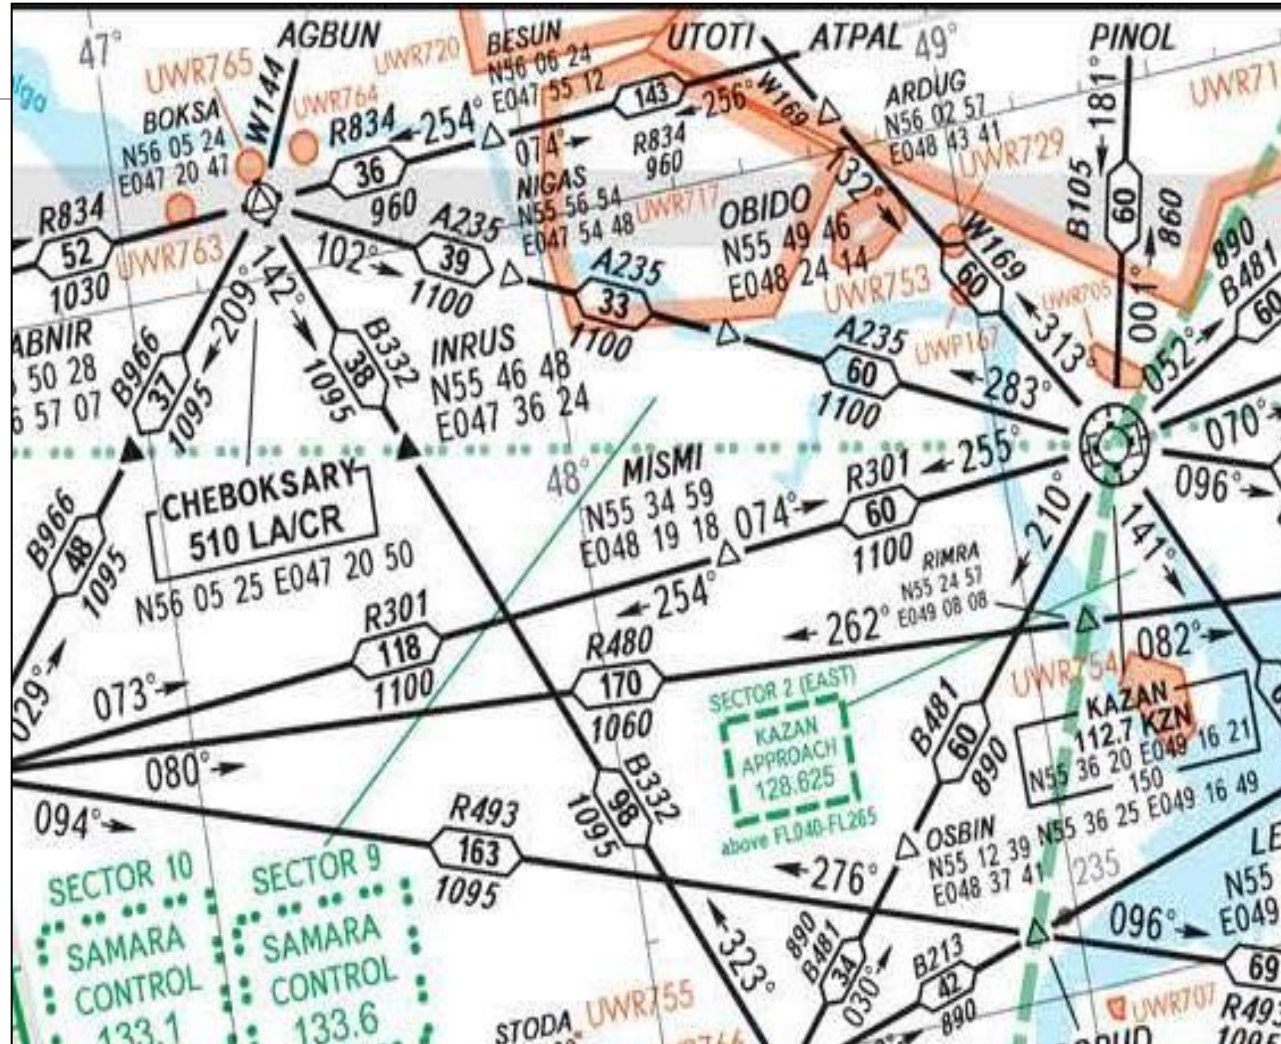 47°
AGBUN
UWR720
BESUN
N56 06 24
E047 55 12
UTOTI
ATPAL
49°
PINOL
UWR765
UWR764
W144
BOKSA
N56 05 24
E047 20 47
R834
254°
36
960
143
256°
074°
R834
960
W169
ARDUG
N56 02 57
E048 43 41
UWR729
181°
B105
60
860
001°
R834
52
1030
UWR763
102°
A235
39
1100
NIGAS
N55 56 54
E047 54 48
UWR717
A235
33
1100
OBIDO
N55 49 46
E048 24 14
132°
UWR753
W169
60
313°
UWR705
UWP167
890
B481
60
052°
ABNIR
50 28
57 07
B966
37
1095
209°
142°
B332
38
1095
INRUS
N55 46 48
E047 36 24
A235
60
1100
283°
070°
096°
CHEBOKSARY
510 LA/CR
N56 05 25 E047 20 50
48°
MISMI
N55 34 59
E048 19 18
074°
R301
60
1100
255°
254°
210°
141°
B966
48
1095
029°
073°
R301
118
1100
R480
170
1060
262°
RIMRA
N55 24 57
E049 08 08
082°
080°
094°
SECTOR 2 (EAST)
KAZAN
APPROACH
128.625
above FL040-FL265
B481
60
890
UWR754
KAZAN
112.7 KZN
N55 36 20 E049 16 21
150
N55 36 25 E049 16 49
R493
163
1095
B332
98
1095
276°
OSBIN
N55 12 39
E048 37 41
235
N55
E049
096°
69
SECTOR 10
SAMARA
CONTROL
133.1
SECTOR 9
SAMARA
CONTROL
133.6
323°
890
B481
34
030°
B213
42
890
STODA
UWR755
UWR707